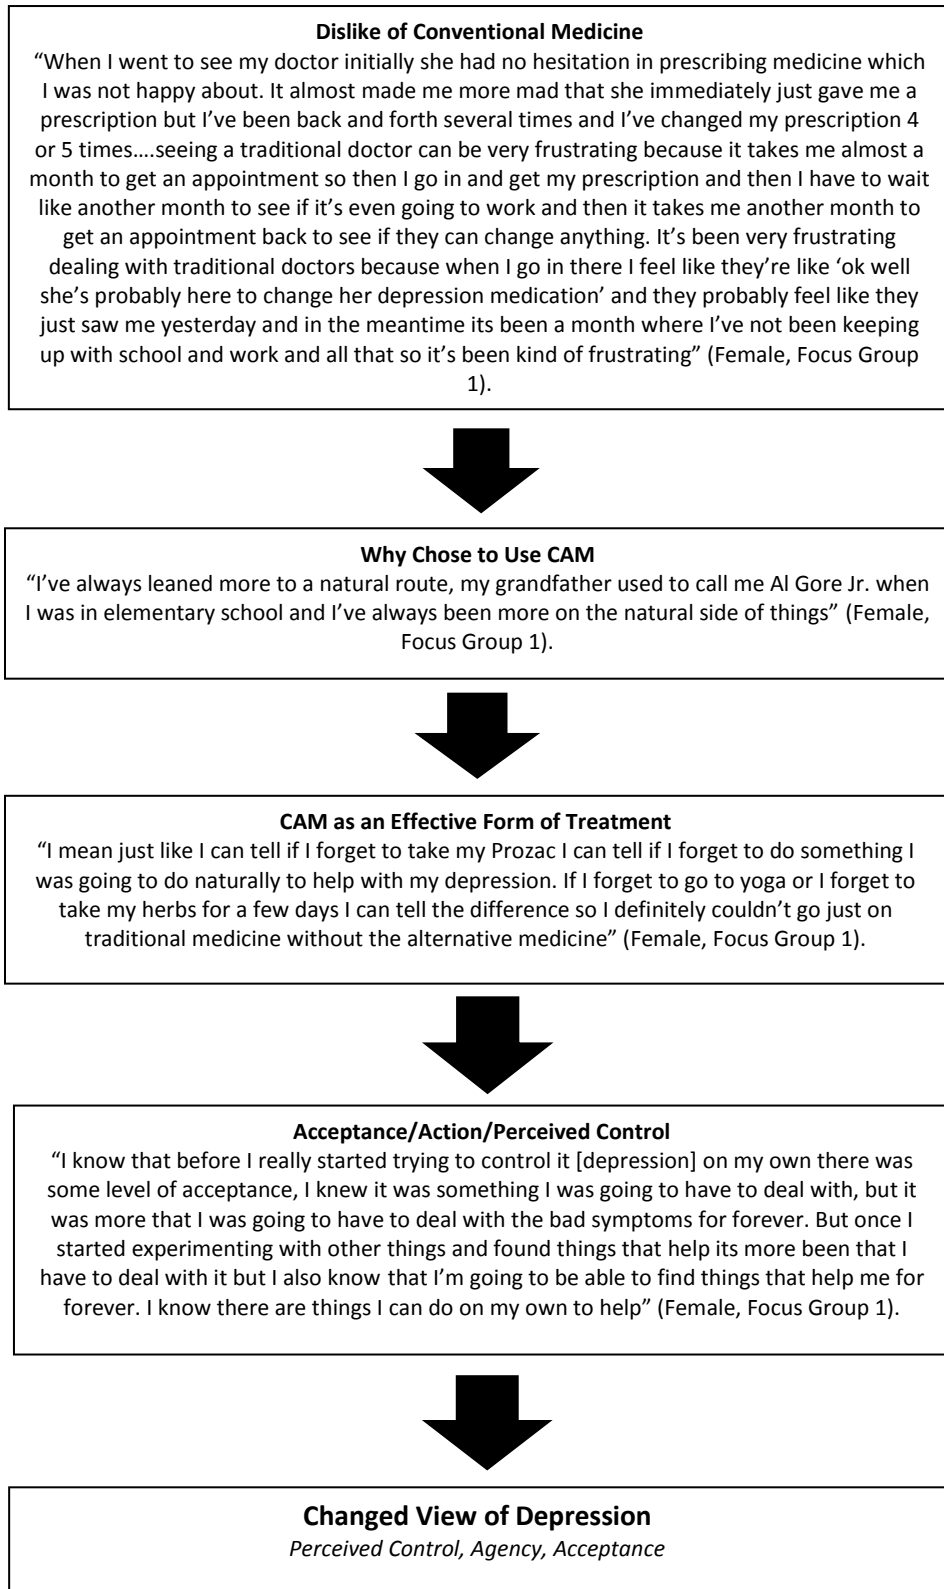 Dislike of Conventional Medicine
“When I went to see my doctor initially she had no hesitation in prescribing medicine which
I was not happy about. It almost made me more mad that she immediately just gave me a
prescription but I’ve been back and forth several times and I’ve changed my prescription 4
or 5 times….seeing a traditional doctor can be very frustrating because it takes me almost a
month to get an appointment so then I go in and get my prescription and then I have to wait
like another month to see if it’s even going to work and then it takes me another month to
get an appointment back to see if they can change anything. It’s been very frustrating
dealing with traditional doctors because when I go in there I feel like they’re like ‘ok well
she’s probably here to change her depression medication’ and they probably feel like they
just saw me yesterday and in the meantime its been a month where I’ve not been keeping
up with school and work and all that so it’s been kind of frustrating” (Female, Focus Group
1).
Why Chose to Use CAM
“I’ve always leaned more to a natural route, my grandfather used to call me Al Gore Jr. when
I was in elementary school and I’ve always been more on the natural side of things” (Female,
Focus Group 1).
CAM as an Effective Form of Treatment
“I mean just like I can tell if I forget to take my Prozac I can tell if I forget to do something I
was going to do naturally to help with my depression. If I forget to go to yoga or I forget to
take my herbs for a few days I can tell the difference so I definitely couldn’t go just on
traditional medicine without the alternative medicine” (Female, Focus Group 1).
Acceptance/Action/Perceived Control
“I know that before I really started trying to control it [depression] on my own there was
some level of acceptance, I knew it was something I was going to have to deal with, but it
was more that I was going to have to deal with the bad symptoms for forever. But once I
started experimenting with other things and found things that help its more been that I
have to deal with it but I also know that I’m going to be able to find things that help me for
forever. I know there are things I can do on my own to help” (Female, Focus Group 1).
Changed View of Depression
Perceived Control, Agency, Acceptance